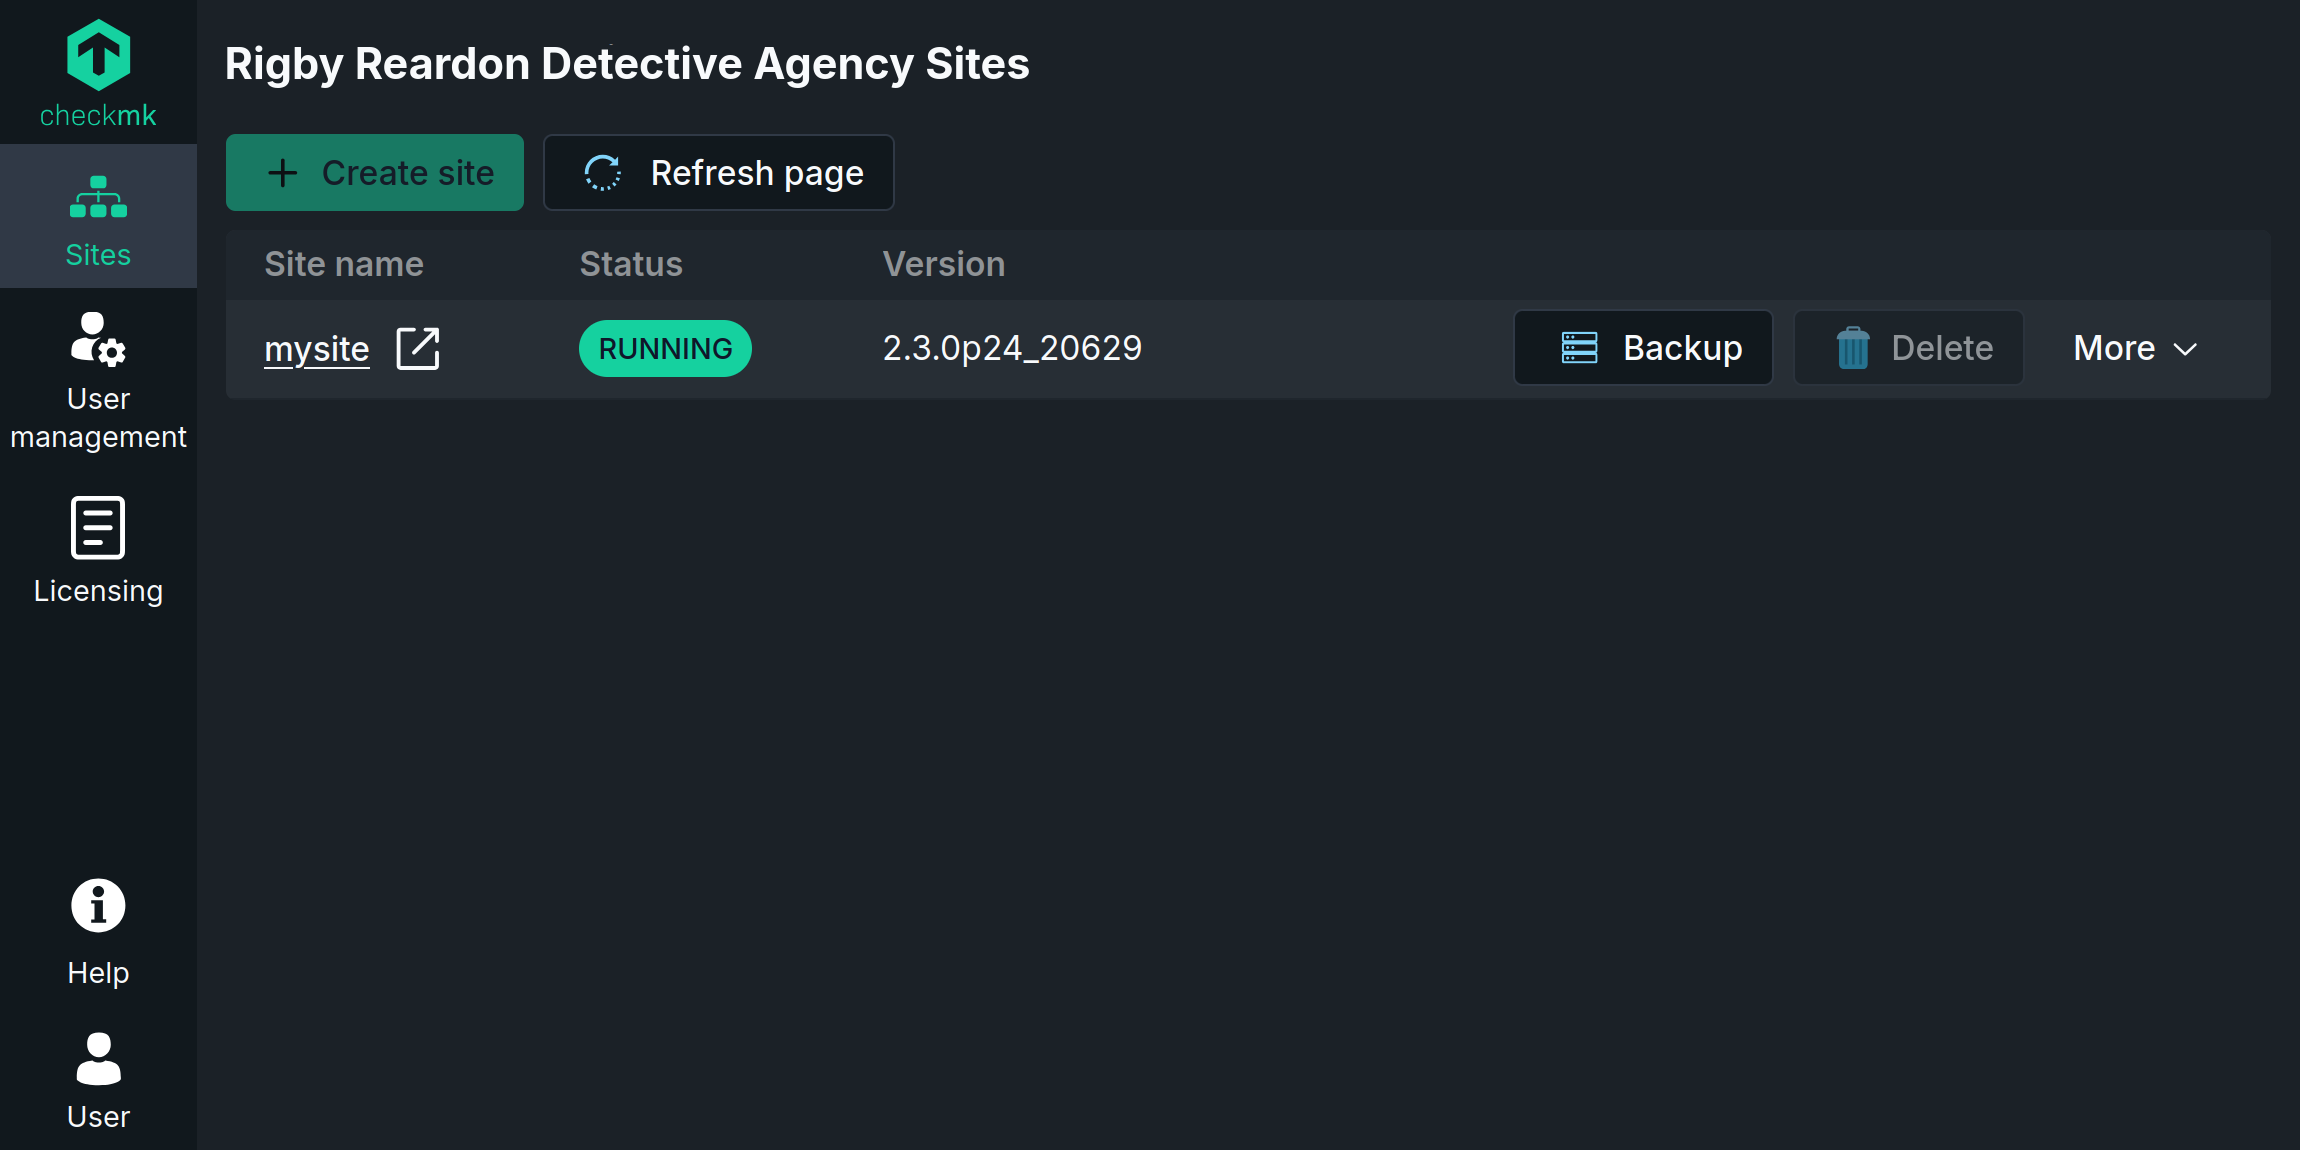 checkmk
Rigby Reardon Detective Agency Sites
Create site
Refresh page
Sites
Site name Status Version
mysite RUNNING 2.3.0p24_20629 Backup Delete More
User
management
Licensing
Help
User